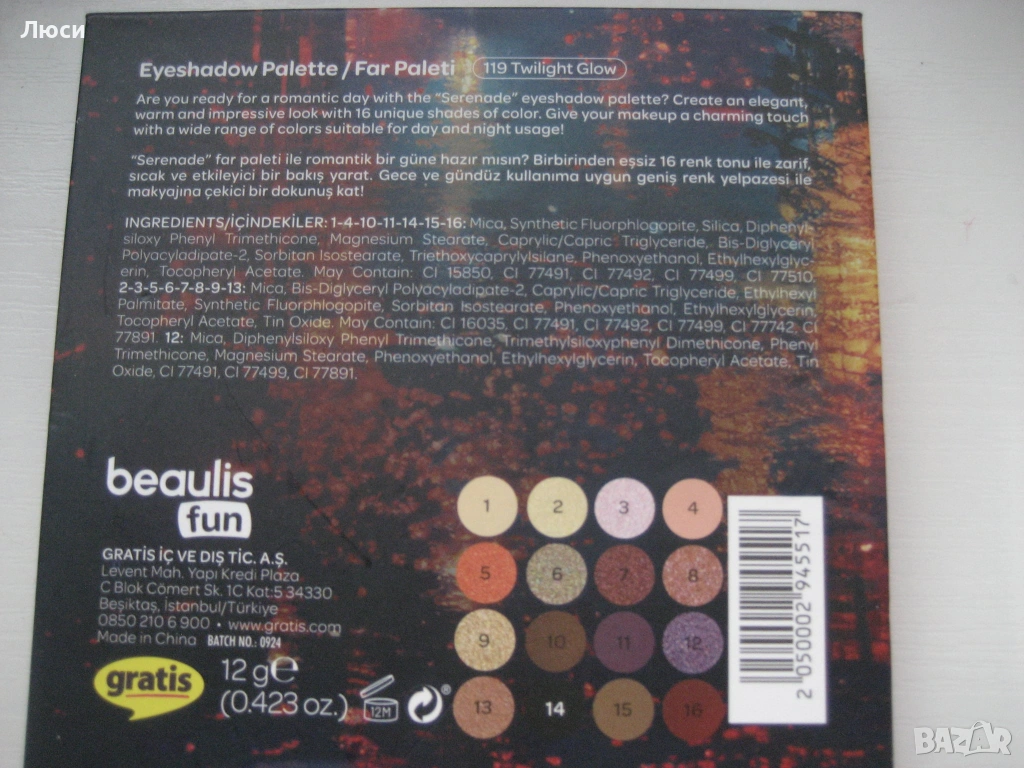 Люси
Eyeshadow Palette / Far Paleti 119 Twilight Glow
Are you ready for a romantic day with the "Serenade" eyeshadow palette? Create an elegant,
warm and impressive look with 16 unique shades of color. Give your makeup a charming touch
with a wide range of colors suitable for day and night usage!
"Serenade" far paleti ile romantik bir güne hazır mısın? Birbirinden eşsiz 16 renk tonu ile zarif,
sıcak ve etkileyici bir bakış yarat. Gece ve gündüz kullanıma uygun geniş renk yelpazesi ile
makyajına çekici bir dokunuş kat!
INGREDIENTS/İÇİNDEKİLER: 1-4-10-11-14-15-16: Mica, Synthetic Fluorphlogopite, Silica, Diphenyl-
siloxy Phenyl Trimethicone, Magnesium Stearate, Caprylic/Capric Triglyceride, Bis-Diglyceryl
Polyacyladipate-2, Sorbitan Isostearate, Triethoxycaprylylsilane, Phenoxyethanol, Ethylhexylglyc-
erin, Tocopheryl Acetate. May Contain: CI 15850, CI 77491, CI 77492, CI 77499, CI 77510.
2-3-5-6-7-8-9-13: Mica, Bis-Diglyceryl Polyacyladipate-2, Caprylic/Capric Triglyceride, Ethylhexyl
Palmitate, Synthetic Fluorphlogopite, Sorbitan Isostearate, Phenoxyethanol, Ethylhexylglycerin,
Tocopheryl Acetate, Tin Oxide. May Contain: CI 16035, CI 77491, CI 77492, CI 77499, CI 77742, CI
77891. 12: Mica, Diphenylsiloxy Phenyl Trimethicone, Trimethylsiloxyphenyl Dimethicone, Phenyl
Trimethicone, Magnesium Stearate, Phenoxyethanol, Ethylhexylglycerin, Tocopheryl Acetate, Tin
Oxide, CI 77491, CI 77499, CI 77891.
beaulis
fun
GRATİS İÇ VE DIŞ TİC. A.Ş.
Levent Mah. Yapı Kredi Plaza
C Blok Cömert Sk. 1C Kat:5 34330
Beşiktaş, İstanbul/Türkiye
0850 210 6 900 • www.gratis.com
Made in China BATCH NO.: 0924
gratis
12 g℮
(0.423 oz.)
12M
®
1 2 3 4
5 6 7 8
9 10 11 12
13 14 15 16
2 050002 945517
BAZAR